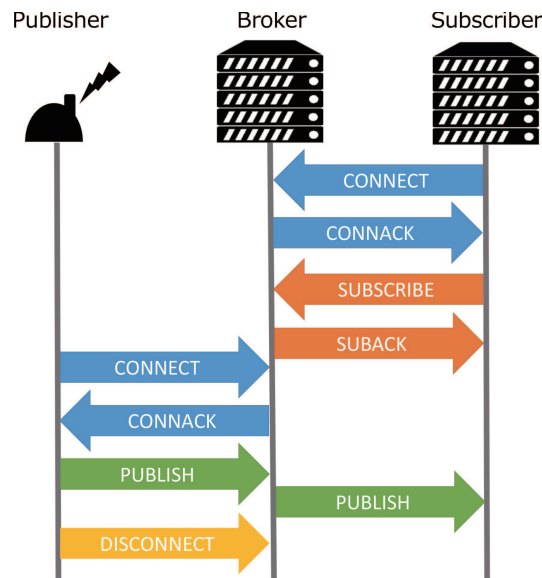 Publisher
Broker
Subscriber
CONNECT
CONNACK
SUBSCRIBE
SUBACK
CONNECT
CONNACK
PUBLISH
PUBLISH
DISCONNECT